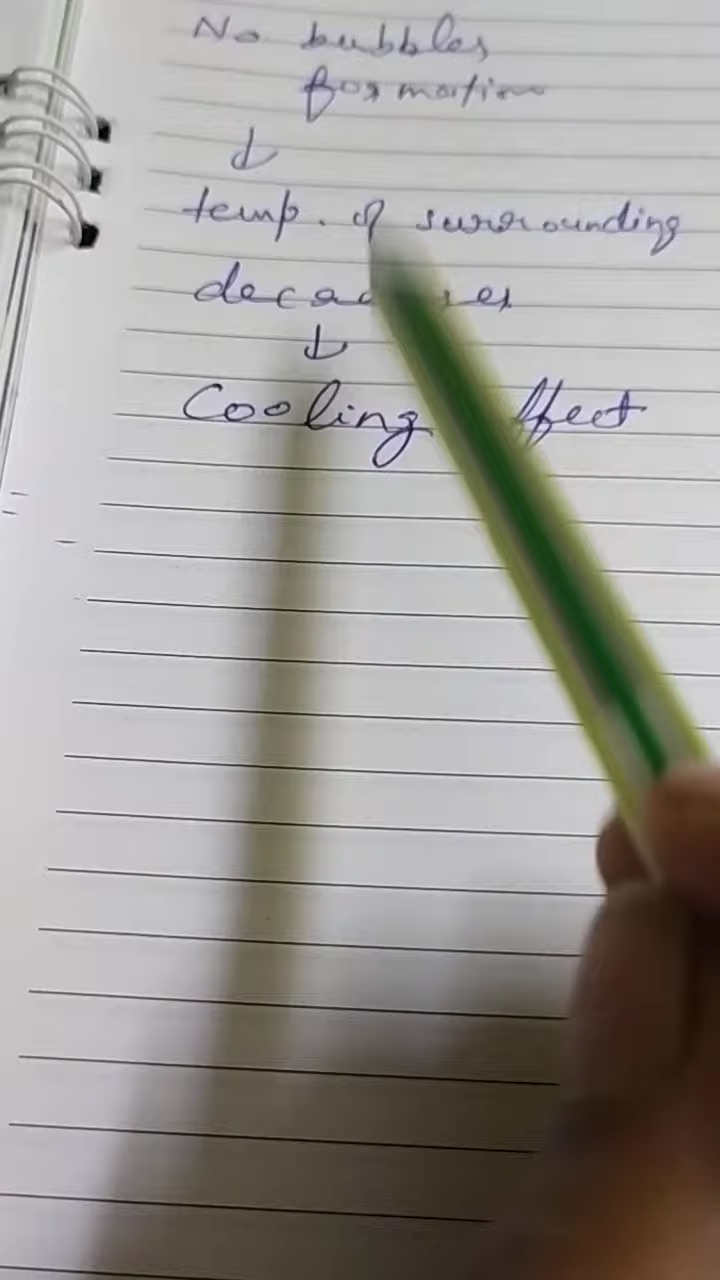 No bubbles
formation
↓
temp. of surrounding
↓
Cooling